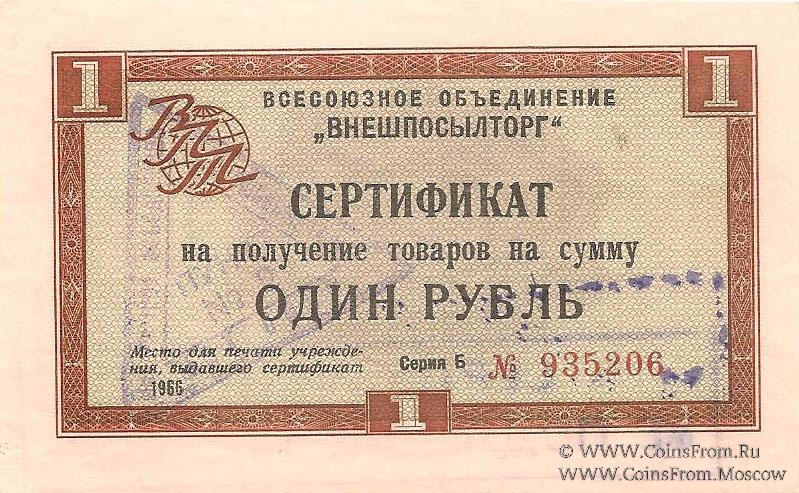 1 1
ВСЕСОЮЗНОЕ ОБЪЕДИНЕНИЕ
„ВНЕШПОСЫЛТОРГ“
ВПТ
СЕРТИФИКАТ
на получение товаров на сумму
ОДИН РУБЛЬ
Место для печати учрежде-
ния, выдавшего сертификат
1966
Серия Б № 935206
1
© WWW.CoinsFrom.Ru
WWW.CoinsFrom.Moscow